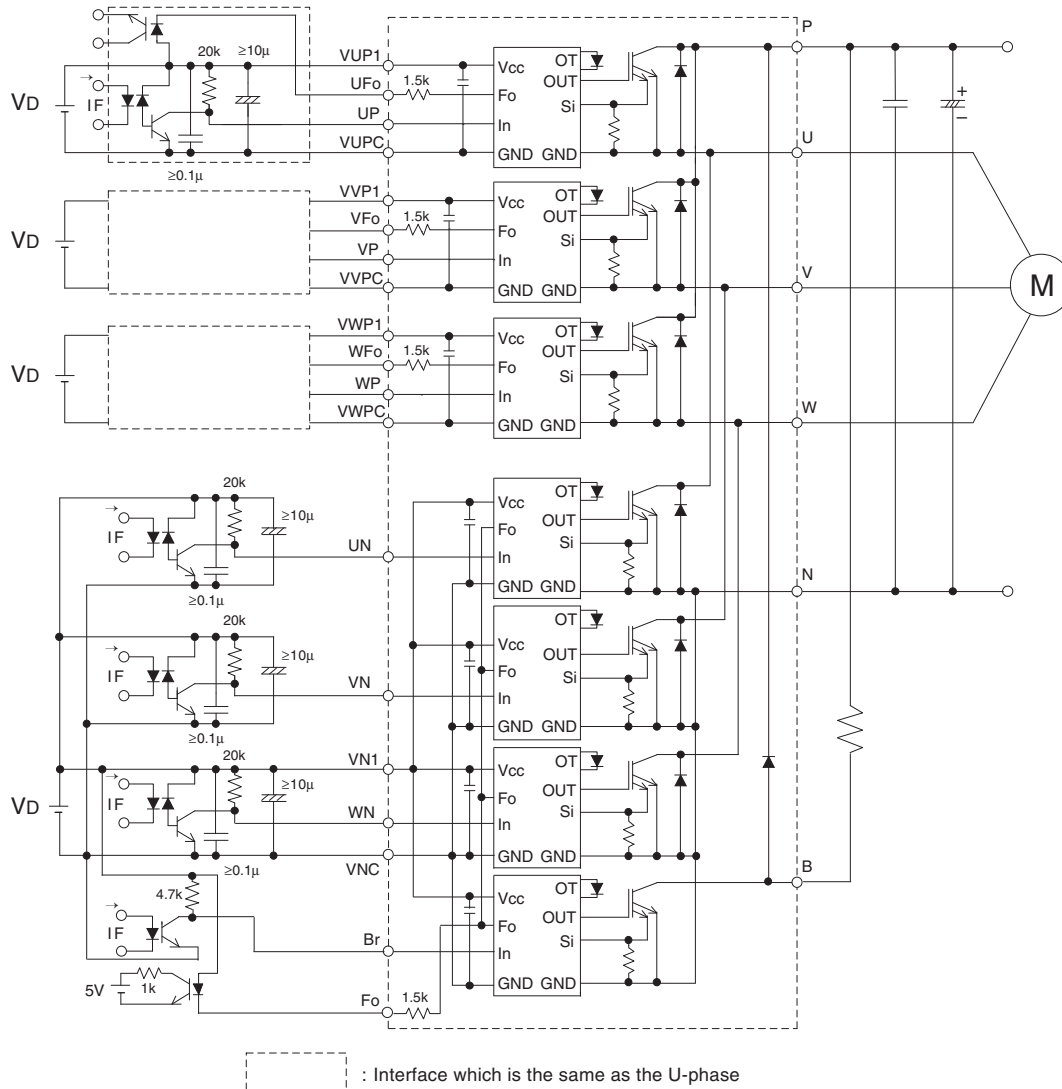 P
20k
≥10μ
VUP1
Vcc
OT
UFo
1.5k
Fo
OUT
+
VD
→
IF
UP
In
Si
−
VUPC
GND GND
U
≥0.1μ
VVP1
Vcc
OT
VFo
1.5k
Fo
OUT
VD
VP
In
Si
VVPC
GND GND
V
M
VWP1
Vcc
OT
WFo
1.5k
Fo
OUT
VD
WP
In
Si
VWPC
GND GND
W
20k
≥10μ
Vcc
OT
→
IF
Fo
OUT
UN
In
Si
GND GND
N
≥0.1μ
20k
≥10μ
Vcc
OT
→
IF
Fo
OUT
VN
In
Si
GND GND
≥0.1μ
20k
≥10μ
VN1
Vcc
OT
VD
→
IF
Fo
OUT
WN
In
Si
VNC
GND GND
≥0.1μ
B
4.7k
Vcc
OT
→
IF
Fo
OUT
Br
In
Si
5V
1k
GND GND
Fo
1.5k
: Interface which is the same as the U-phase